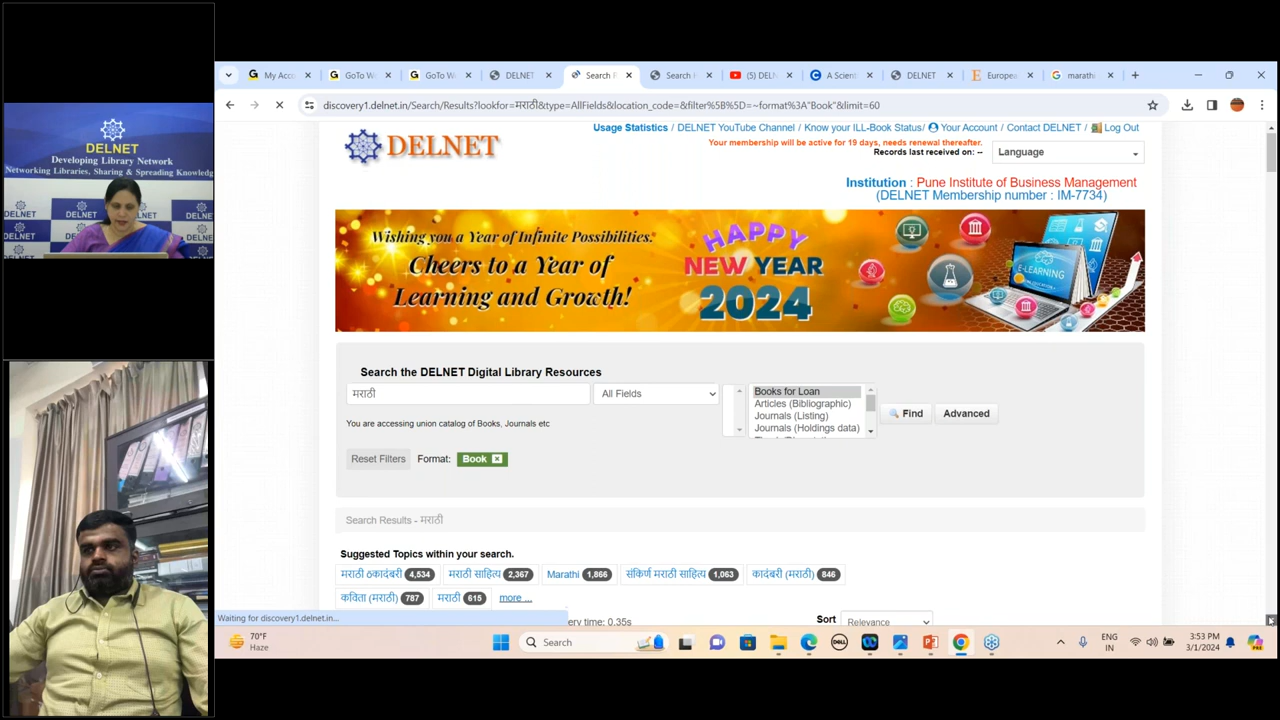 DELNET
Developing Library Network
Networking Libraries, Sharing & Spreading Knowledge
DELNET
DELNET
DELNET
My Acco
GoTo W
GoTo W
DELNET
Search
Search
(5) DELN
A Scient
DELNET
Europea
marathi
discovery1.delnet.in/Search/Results?lookfor=मराठी&type=AllFields&location_code=&filter%5B%5D=~format%3A"Book"&limit=60
Usage Statistics / DELNET YouTube Channel / Know your ILL-Book Status/ Your Account / Contact DELNET / Log Out
DELNET
Your membership will be active for 19 days, needs renewal thereafter.
Records last received on: --
Language
Institution : Pune Institute of Business Management
(DELNET Membership number : IM-7734)
Wishing you a Year of Infinite Possibilities.
Cheers to a Year of
Learning and Growth!
HAPPY
NEW YEAR
2024
E-LEARNING
Search the DELNET Digital Library Resources
मराठी
All Fields
Books for Loan
Articles (Bibliographic)
Journals (Listing)
Journals (Holdings data)
Find
Advanced
You are accessing union catalog of Books, Journals etc
Reset Filters
Format:
Book
Search Results - मराठी
Suggested Topics within your search.
मराठी ठकादंबरी 4,534
मराठी साहित्य 2,367
Marathi 1,866
संकिर्ण मराठी साहित्य 1,063
कादंबरी (मराठी) 846
कविता (मराठी) 787
मराठी 615
more ...
Waiting for discovery1.delnet.in...
ery time: 0.35s
Sort
Relevance
70°F
Haze
Search
ENG
IN
3:53 PM
3/1/2024